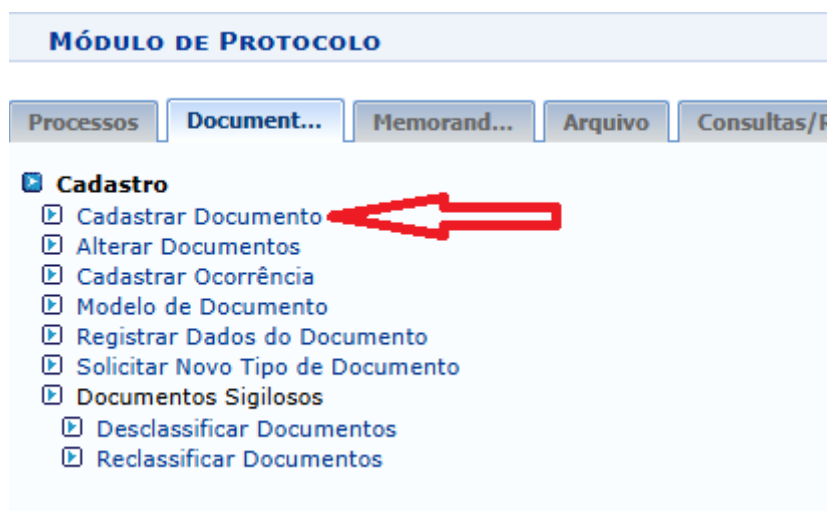 Módulo de Protocolo
Processos Document... Memorand... Arquivo Consultas/
Cadastro
Cadastrar Documento
Alterar Documentos
Cadastrar Ocorrência
Modelo de Documento
Registrar Dados do Documento
Solicitar Novo Tipo de Documento
Documentos Sigilosos
Desclassificar Documentos
Reclassificar Documentos